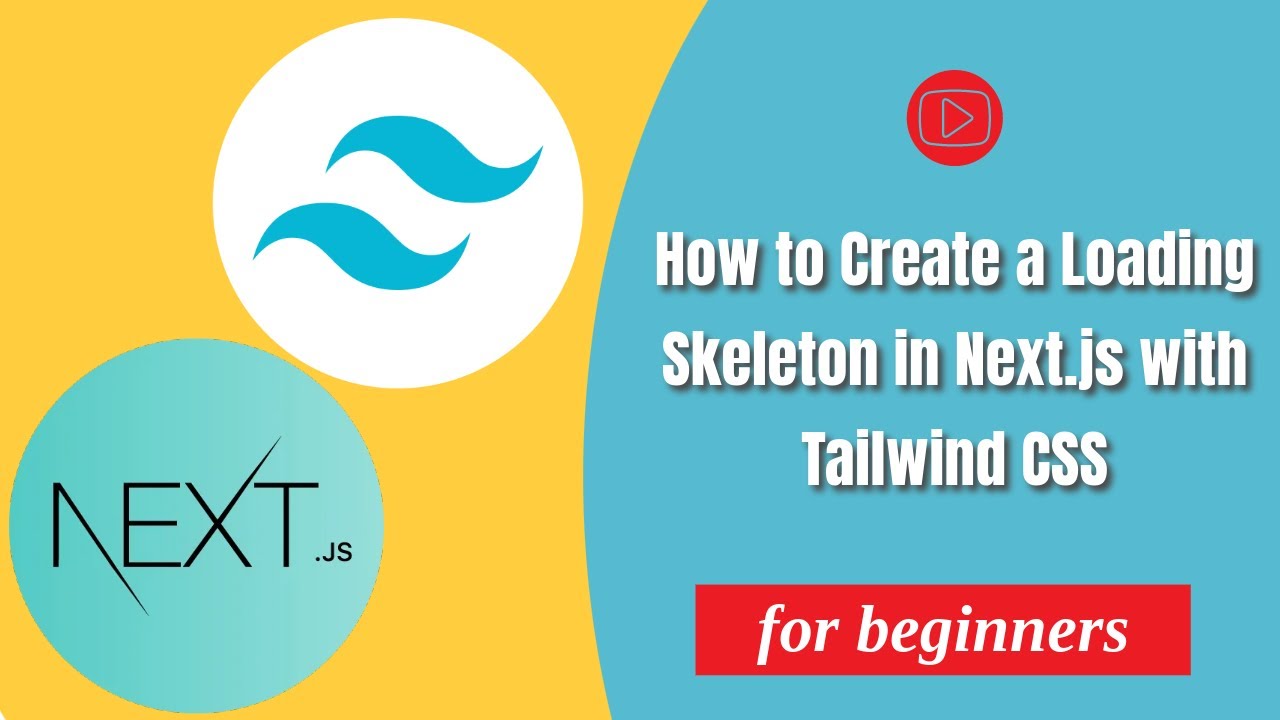 How to Create a Loading
Skeleton in Next.js with
Tailwind CSS
for beginners
NEXT.JS